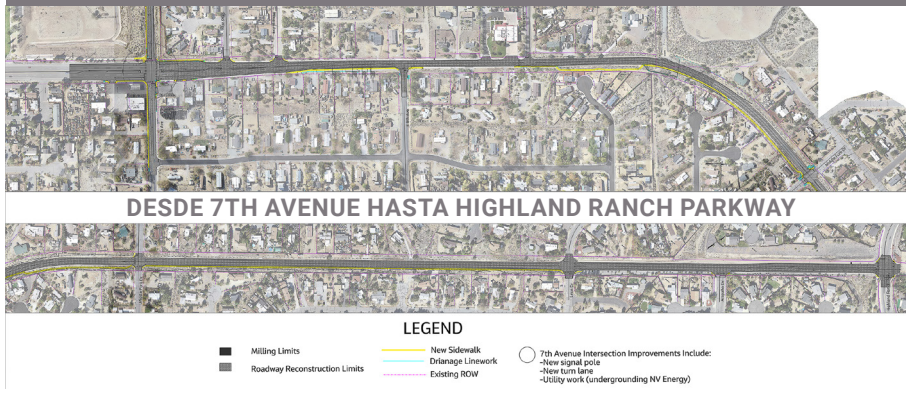 DESDE 7TH AVENUE HASTA HIGHLAND RANCH PARKWAY
LEGEND
Milling Limits
Roadway Reconstruction Limits
New Sidewalk
Drianage Linework
Existing ROW
7th Avenue Intersection Improvements Include:
-New signal pole
-New turn lane
-Utility work (undergrounding NV Energy)